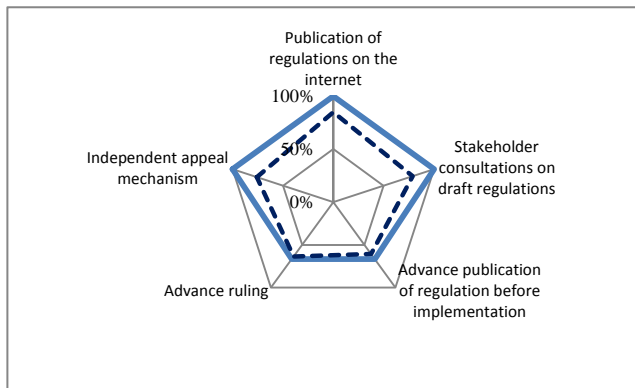 Publication of
regulations on the
internet
100%
50%
0%
Stakeholder
consultations on
draft regulations
Independent appeal
mechanism
Advance ruling
Advance publication
of regulation before
implementation